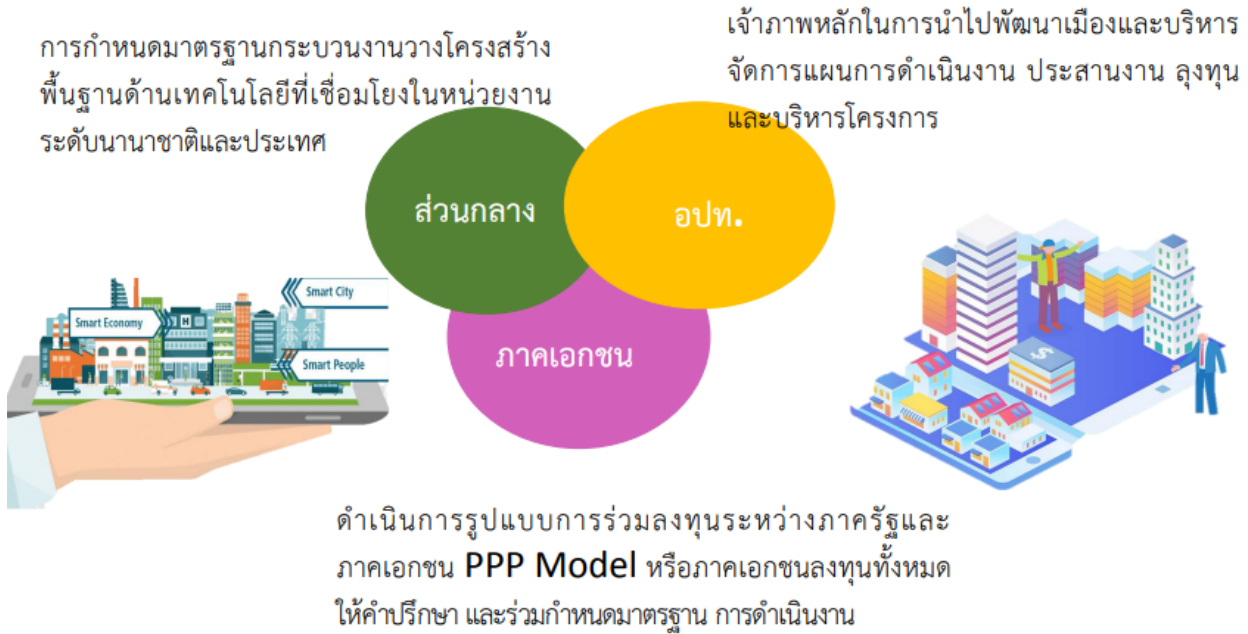 การกำหนดมาตรฐานกระบวนงานวางโครงสร้าง
พื้นฐานด้านเทคโนโลยีที่เชื่อมโยงในหน่วยงาน
ระดับนานาชาติและประเทศ
เจ้าภาพหลักในการนำไปพัฒนาเมืองและบริหาร
จัดการแผนการดำเนินงาน ประสานงาน ลุงทุน
และบริหารโครงการ
ส่วนกลาง
อปท.
ภาคเอกชน
Smart City
Smart Economy
H
Smart People
$
ดำเนินการรูปแบบการร่วมลงทุนระหว่างภาครัฐและ
ภาคเอกชน PPP Model หรือภาคเอกชนลงทุนทั้งหมด
ให้คำปรึกษา และร่วมกำหนดมาตรฐาน การดำเนินงาน